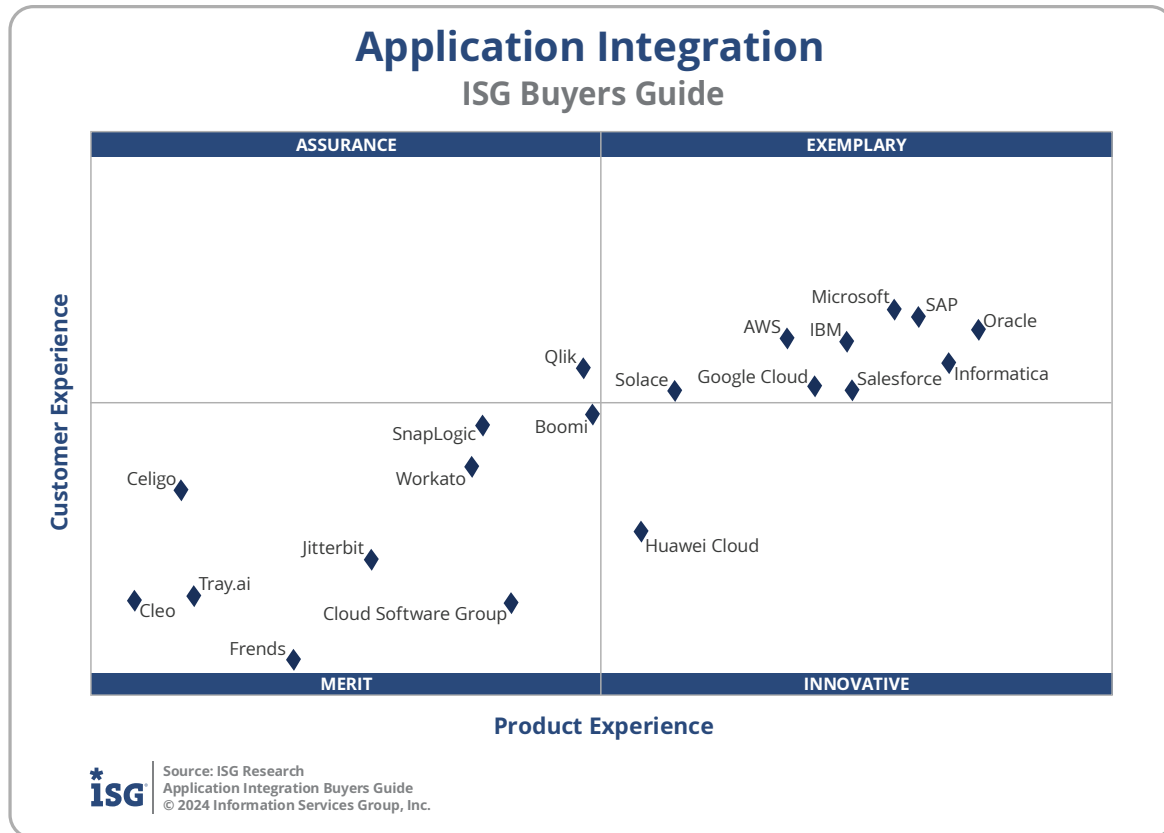 Application Integration
ISG Buyers Guide
ASSURANCE
EXEMPLARY
Customer Experience
Microsoft
SAP
Oracle
AWS
IBM
Qlik
Solace
Google Cloud
Salesforce
Informatica
SnapLogic
Boomi
Workato
Celigo
Jitterbit
Huawei Cloud
Tray.ai
Cleo
Cloud Software Group
Frends
MERIT
INNOVATIVE
Product Experience
*isg
Source: ISG Research
Application Integration Buyers Guide
© 2024 Information Services Group, Inc.